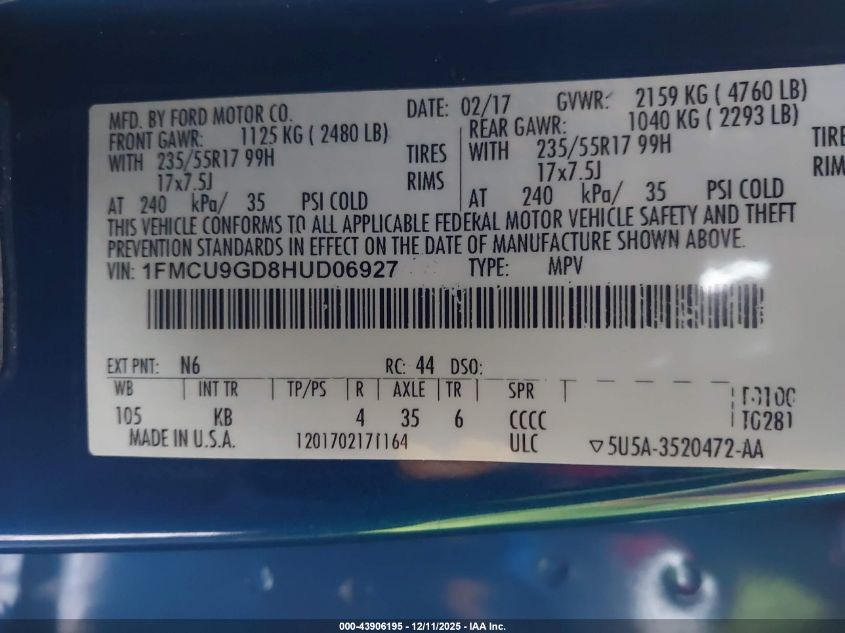 MFD. BY FORD MOTOR CO. DATE: 02/17 GVWR: 2159 KG ( 4760 LB)
FRONT GAWR: 1125 KG ( 2480 LB) REAR GAWR: 1040 KG ( 2293 LB)
WITH 235/55R17 99H TIRES WITH 235/55R17 99H TIRE
17x7.5J RIMS 17x7.5J RIM
AT 240 kPa/ 35 PSI COLD AT 240 kPa/ 35 PSI COLD
THIS VEHICLE CONFORMS TO ALL APPLICABLE FEDERAL MOTOR VEHICLE SAFETY AND THEFT
PREVENTION STANDARDS IN EFFECT ON THE DATE OF MANUFACTURE SHOWN ABOVE.
VIN: 1FMCU9GD8HUD06927 TYPE: MPV
EXT PNT: N6 RC: 44 DSO:
WB INT TR TP/PS R AXLE TR SPR
105 KB 4 35 6 CCCC
MADE IN U.S.A. ULC ▽5U5A-3520472-AA
000-43906195 - 12/11/2025 - IAA Inc.